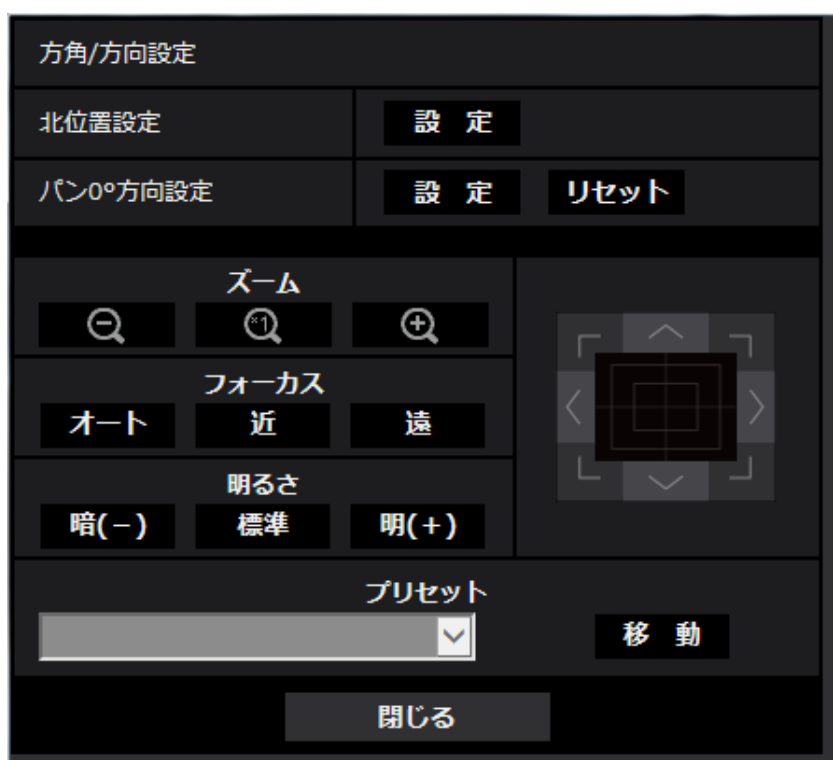 方角/方向設定
北位置設定 設 定
パン0°方向設定 設 定 リセット
ズーム
×1
フォーカス
オート 近 遠
明るさ
暗(−) 標準 明(+)
プリセット
移 動
閉じる